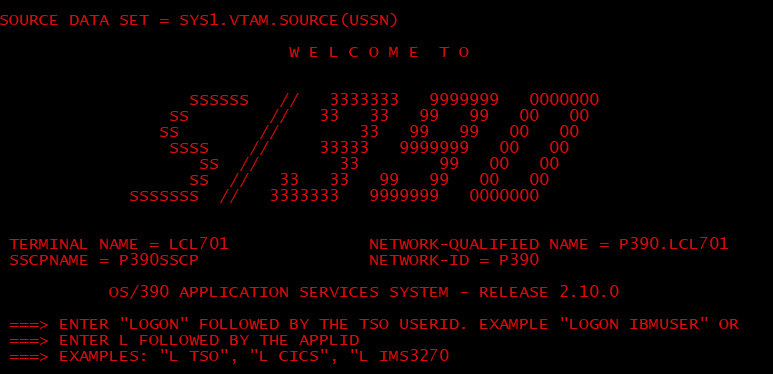 SOURCE DATA SET = SYS1.VTAM.SOURCE(USSN)
W E L C O M E  T O
SSSSSS   //   3333333   9999999   0000000
SS        //   33   33   99   99   00   00
SS        //        33   99   99   00   00
SSSS    //     33333   9999999   00   00
SS  //        33        99   00   00
SS  //   33   33   99   99   00   00
SSSSSSS  //   3333333   9999999   0000000
TERMINAL NAME = LCL701              NETWORK-QUALIFIED NAME = P390.LCL701
SSCPNAME = P390SSCP                 NETWORK-ID = P390
OS/390 APPLICATION SERVICES SYSTEM - RELEASE 2.10.0
===> ENTER "LOGON" FOLLOWED BY THE TSO USERID. EXAMPLE "LOGON IBMUSER" OR
===> ENTER L FOLLOWED BY THE APPLID
===> EXAMPLES: "L TSO", "L CICS", "L IMS3270